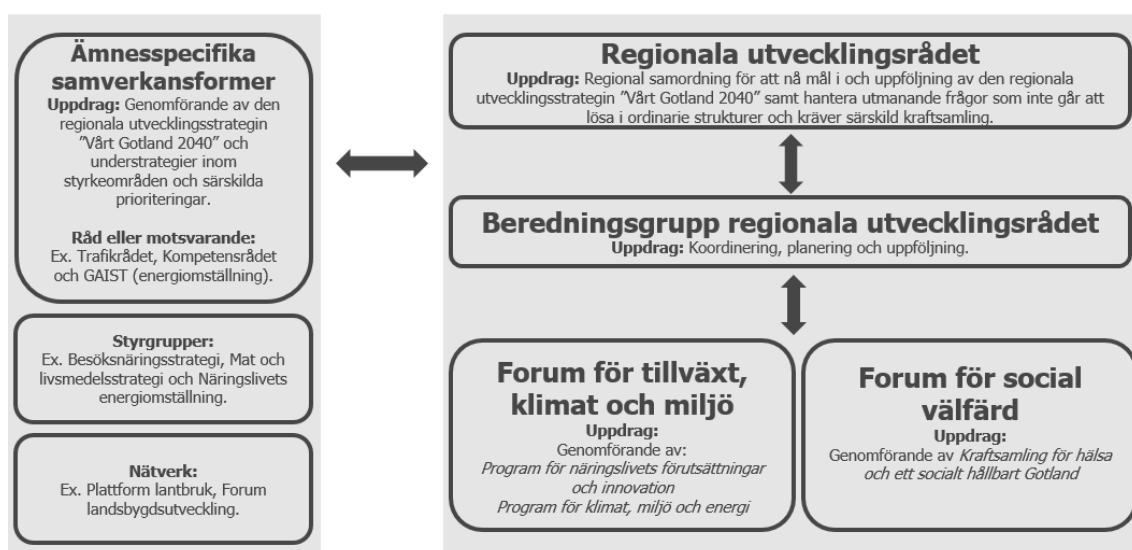 Ämnesspecifika
samverkansformer
Uppdrag: Genomförande av den
regionala utvecklingsstrategin
”Vårt Gotland 2040” och
understrategier inom
styrkeområden och särskilda
prioriteringar.
Råd eller motsvarande:
Ex. Trafikrådet, Kompetensrådet
och GAIST (energiomställning).
Styrgrupper:
Ex. Besöksnäringsstrategi, Mat och
livsmedelsstrategi och Näringslivets
energiomställning.
Nätverk:
Ex. Plattform lantbruk, Forum
landsbygdsutveckling.
Regionala utvecklingsrådet
Uppdrag: Regional samordning för att nå mål i och uppföljning av den regionala
utvecklingsstrategin ”Vårt Gotland 2040” samt hantera utmanande frågor som inte går att
lösa i ordinarie strukturer och kräver särskild kraftsamling.
Beredningsgrupp regionala utvecklingsrådet
Uppdrag: Koordinering, planering och uppföljning.
Forum för tillväxt,
klimat och miljö
Uppdrag:
Genomförande av:
Program för näringslivets förutsättningar
och innovation
Program för klimat, miljö och energi
Forum för social
välfärd
Uppdrag:
Genomförande av Kraftsamling för hälsa
och ett socialt hållbart Gotland